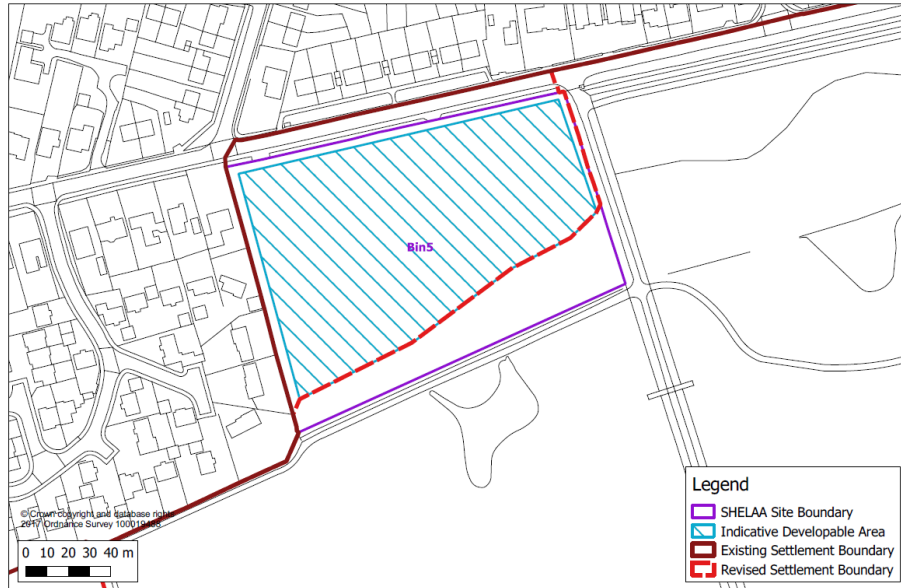 Bin5
Legend
SHELAA Site Boundary
Indicative Developable Area
Existing Settlement Boundary
Revised Settlement Boundary
© Crown copyright and database rights
2017 Ordnance Survey
0 10 20 30 40 m